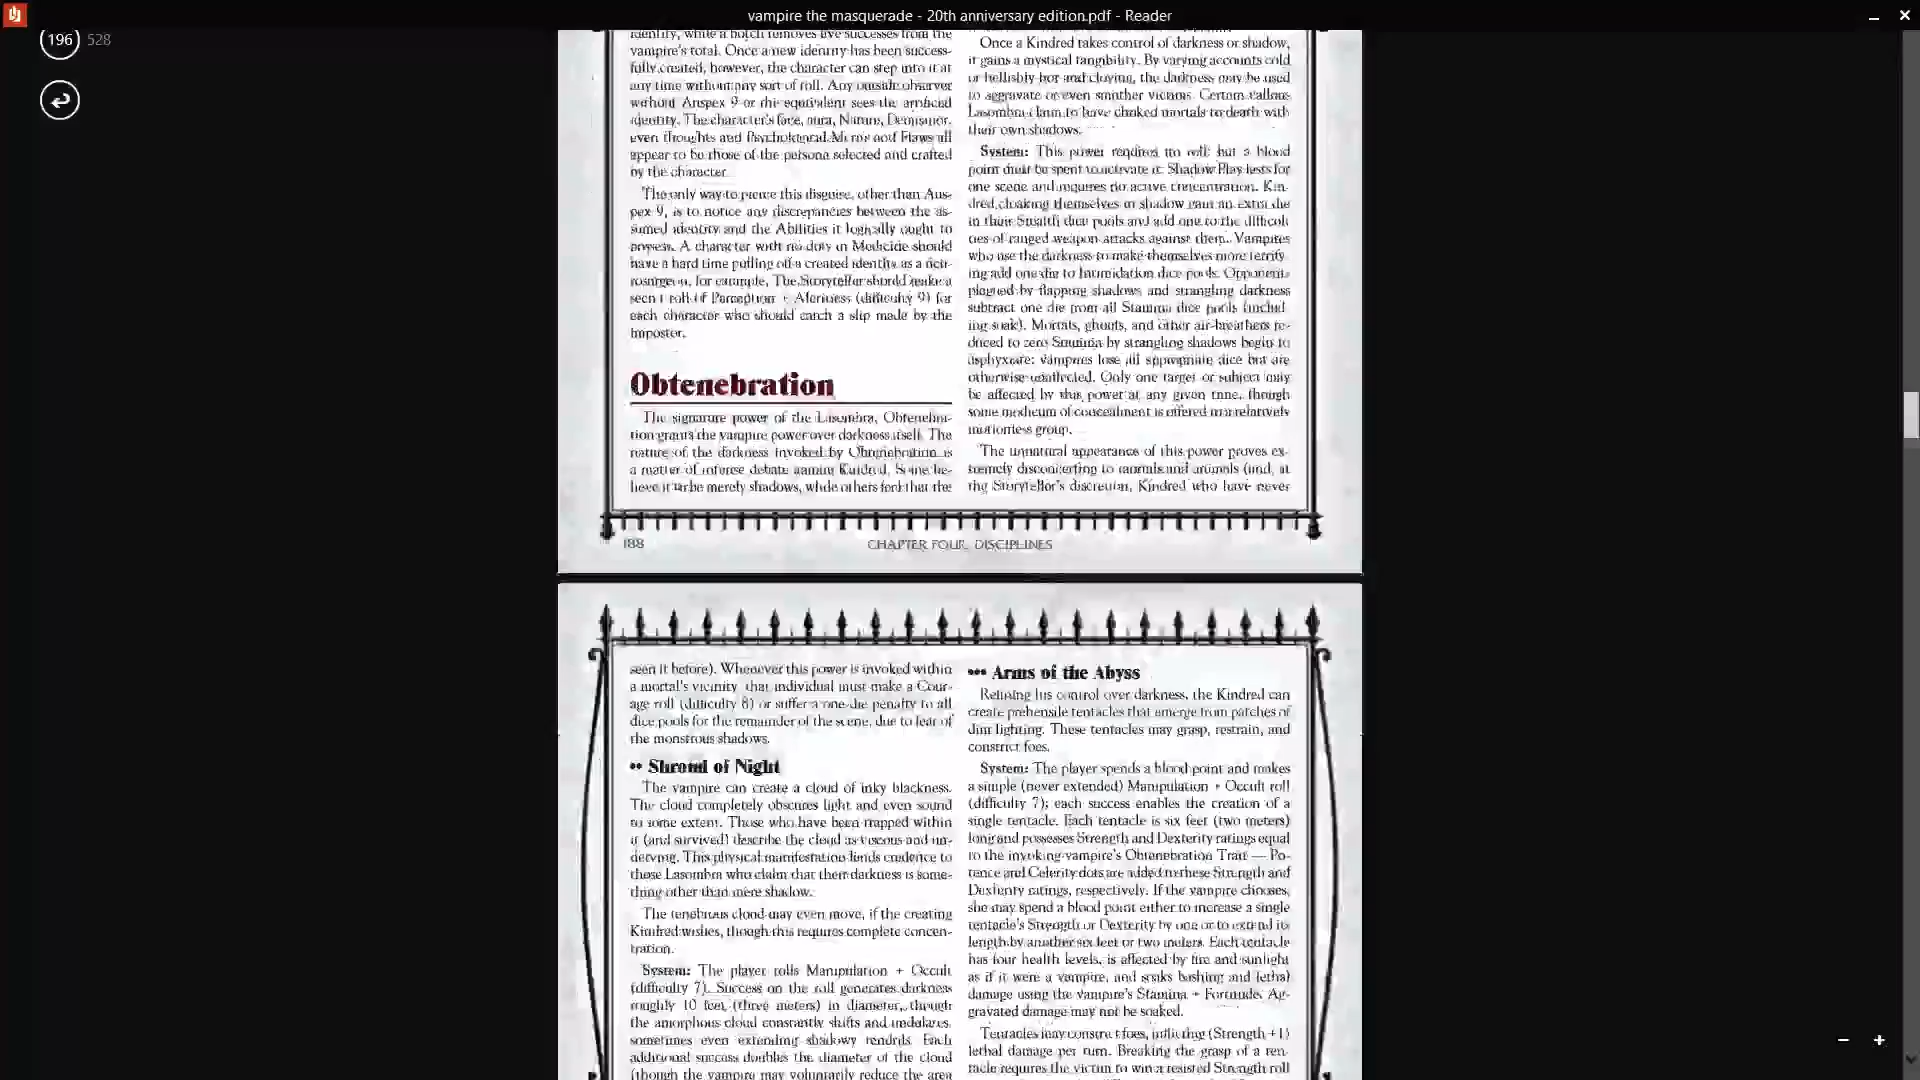 vampire the masquerade - 20th anniversary edition.pdf - Reader
196 528
identity, while a botch removes five successes from the
vampire's total. Once a new identity has been success-
fully created, however, the character can step into it at
any time without any sort of roll. Any outside observer
without Auspex 9 or the equivalent sees the artificial
identity. The character's face, aura, Nature, Demeanor,
even thoughts and Psychological Merits and Flaws all
appear to be those of the persona selected and crafted
by the character.
The only way to pierce this disguise, other than Aus-
pex 9, is to notice any discrepancies between the as-
sumed identity and the Abilities it logically ought to
possess. A character with no dots in Medicine should
have a hard time pulling off a created identity as a neu-
rosurgeon, for example. The Storyteller should make a
secret roll of Perception + Alertness (difficulty 9) for
each character who should catch a slip made by the
imposter.
Obtenebration
The signature power of the Lasombra, Obtenebra-
tion grants the vampire power over darkness itself. The
nature of the darkness invoked by Obtenebration is
a matter of intense debate among Kindred. Some be-
lieve it to be merely shadows, while others feel that the
Once a Kindred takes control of darkness or shadow,
it gains a mystical tangibility. By varying accounts cold
or hellishly hot and cloying, the darkness may be used
to aggravate or even smother victims. Certain callous
Lasombra claim to have choked mortals to death with
their own shadows.
System: This power requires no roll, but a blood
point must be spent to activate it. Shadow Play lasts for
one scene and requires no active concentration. Kin-
dred cloaking themselves in shadow gain an extra die
in their Stealth dice pools and add one to the difficul-
ties of ranged weapon attacks against them. Vampires
who use the darkness to make themselves more terrify-
ing add one die to Intimidation dice pools. Opponents
plagued by flapping shadows and strangling darkness
subtract one die from all Stamina dice pools (includ-
ing soak). Mortals, ghouls, and other air-breathers re-
duced to zero Stamina by strangling shadows begin to
asphyxiate; vampires lose all appropriate dice but are
otherwise unaffected. Only one target or subject may
be affected by this power at any given time, though
some modicum of concealment is offered to a relatively
motionless group.
The unnatural appearance of this power proves ex-
tremely disconcerting to mortals and animals (and, at
the Storyteller's discretion, Kindred who have never
188 CHAPTER FOUR: DISCIPLINES
seen it before). Whenever this power is invoked within
a mortal's vicinity, that individual must make a Cour-
age roll (difficulty 8) or suffer a one-die penalty to all
dice pools for the remainder of the scene, due to fear of
the monstrous shadows.
•• Shroud of Night
The vampire can create a cloud of inky blackness.
The cloud completely obscures light and even sound
to some extent. Those who have been trapped within
it (and survived) describe the cloud as viscous and un-
nerving. This physical manifestation lends credence to
those Lasombra who claim that their darkness is some-
thing other than mere shadow.
The tenebrous cloud may even move, if the creating
Kindred wishes, though this requires complete concen-
tration.
System: The player rolls Manipulation + Occult
(difficulty 7). Success on the roll generates darkness
roughly 10 feet (three meters) in diameter, though
the amorphous cloud constantly shifts and undulates,
sometimes even extending shadowy tendrils. Each
additional success doubles the diameter of the cloud
(though the vampire may voluntarily reduce the area
••• Arms of the Abyss
Refining his control over darkness, the Kindred can
create prehensile tentacles that emerge from patches of
dim lighting. These tentacles may grasp, restrain, and
constrict foes.
System: The player spends a blood point and makes
a simple (never extended) Manipulation + Occult roll
(difficulty 7); each success enables the creation of a
single tentacle. Each tentacle is six feet (two meters)
long and possesses Strength and Dexterity ratings equal
to the invoking vampire's Obtenebration Trait — Po-
tence and Celerity dots are added to these Strength and
Dexterity ratings, respectively. If the vampire chooses,
she may spend a blood point either to increase a single
tentacle's Strength or Dexterity by one or to extend its
length by another six feet or two meters. Each tentacle
has four health levels, is affected by fire and sunlight
as if it were a vampire, and soaks bashing and lethal
damage using the vampire's Stamina + Fortitude. Ag-
gravated damage may not be soaked.
Tentacles may constrict foes, inflicting (Strength +1)
lethal damage per turn. Breaking the grasp of a ten-
tacle requires the victim to win a resisted Strength roll